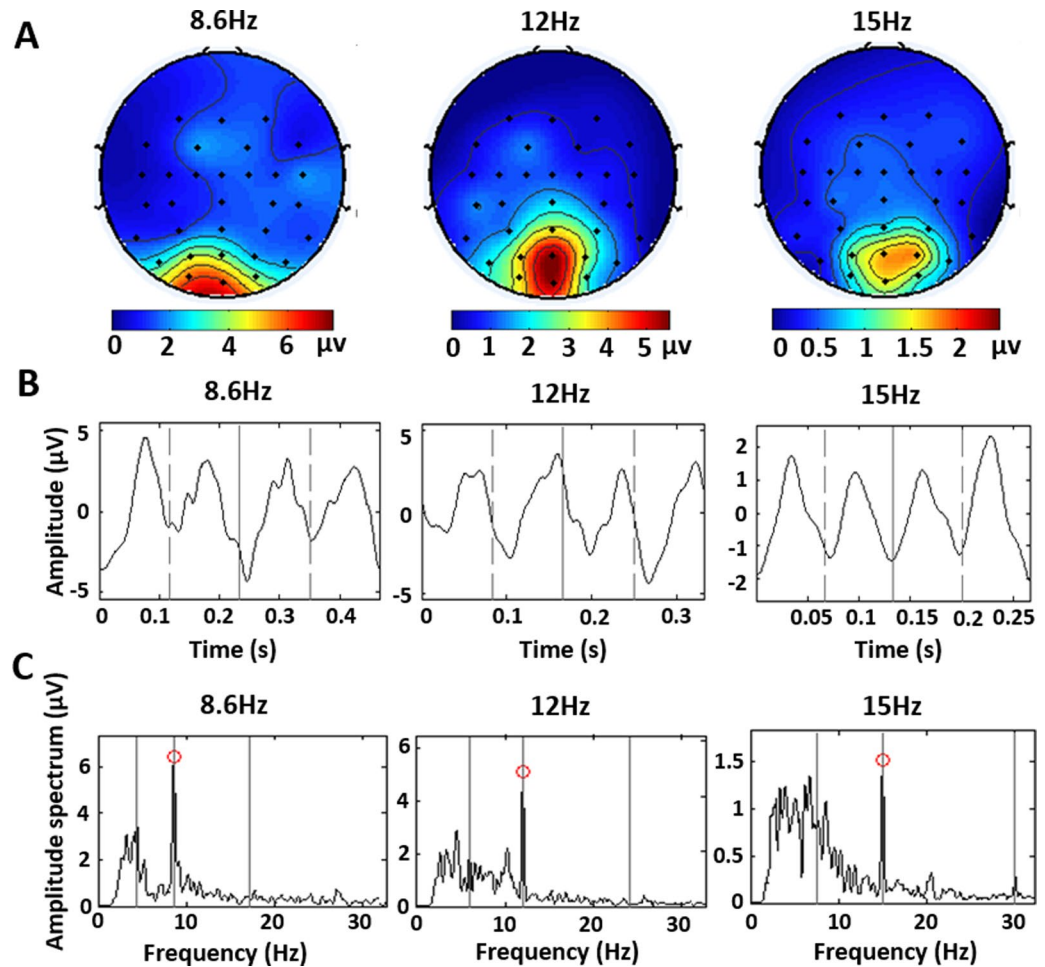 A
8.6Hz 12Hz 15Hz
0 2 4 6 μv 0 1 2 3 4 5 μv 0 0.5 1 1.5 2 μv
B
8.6Hz 12Hz 15Hz
Amplitude (μV)
5 0 -5
0 0.1 0.2 0.3 0.4
Time (s)
5 0 -5
0 0.1 0.2 0.3
Time (s)
2 1 0 -1 -2
0.05 0.1 0.15 0.2 0.25
Time (s)
C
8.6Hz 12Hz 15Hz
Amplitude spectrum (μV)
6 4 2 0
0 10 20 30
Frequency (Hz)
6 4 2 0
0 10 20 30
Frequency (Hz)
1.5 1 0.5 0
0 10 20 30
Frequency (Hz)